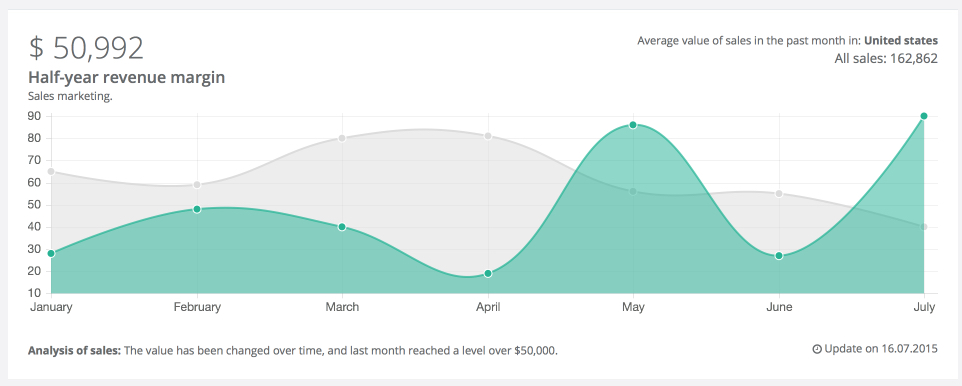 $ 50,992
Half-year revenue margin
Sales marketing.
Average value of sales in the past month in: United states
All sales: 162,862
90
80
70
60
50
40
30
20
10
January February March April May June July
Analysis of sales: The value has been changed over time, and last month reached a level over $50,000.
Update on 16.07.2015